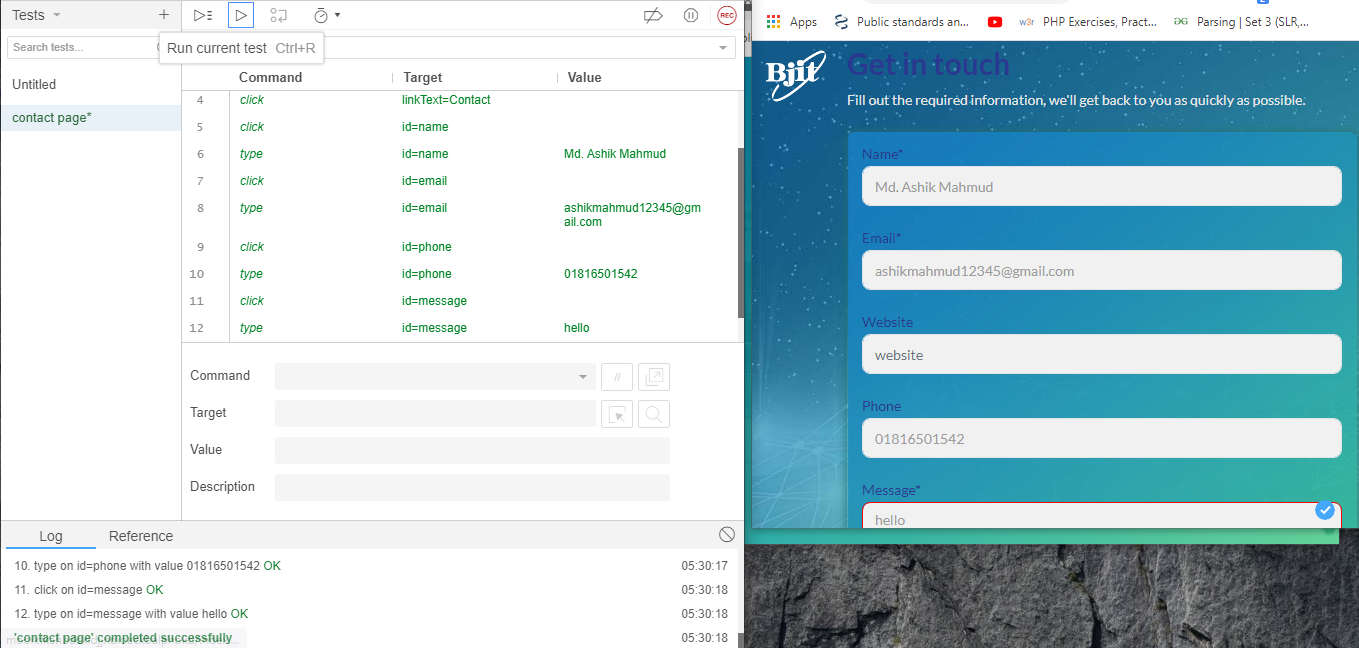 Tests
REC
Search tests...
Run current test Ctrl+R
Untitled
contact page*
Command Target Value
4 click linkText=Contact
5 click id=name
6 type id=name Md. Ashik Mahmud
7 click id=email
8 type id=email ashikmahmud12345@gm
ail.com
9 click id=phone
10 type id=phone 01816501542
11 click id=message
12 type id=message hello
Command
//
Target
Value
Description
Log Reference
10. type on id=phone with value 01816501542 OK 05:30:17
11. click on id=message OK 05:30:18
12. type on id=message with value hello OK 05:30:18
'contact page' completed successfully 05:30:18
Apps Public standards an... w3r PHP Exercises, Pract... Parsing | Set 3 (SLR,...
Bjit
Get in touch
Fill out the required information, we'll get back to you as quickly as possible.
Name*
Md. Ashik Mahmud
Email*
ashikmahmud12345@gmail.com
Website
website
Phone
01816501542
Message*
hello